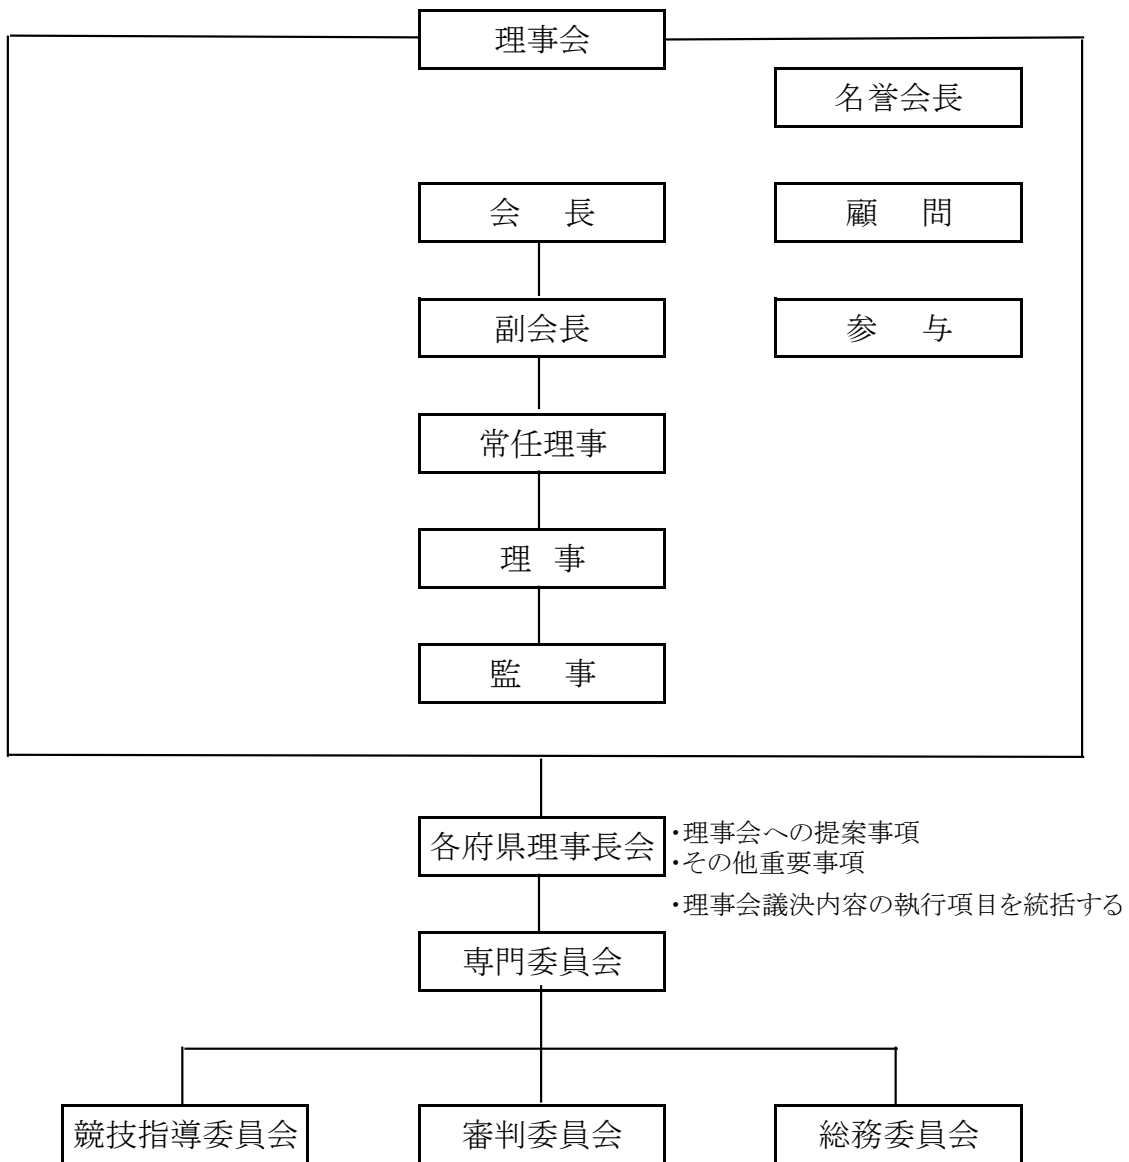 理事会
名誉会長
会　長
顧　問
副会長
参　与
常任理事
理 事
監　事
各府県理事長会
・理事会への提案事項
・その他重要事項
・理事会議決内容の執行項目を統括する
専門委員会
競技指導委員会
審判委員会
総務委員会